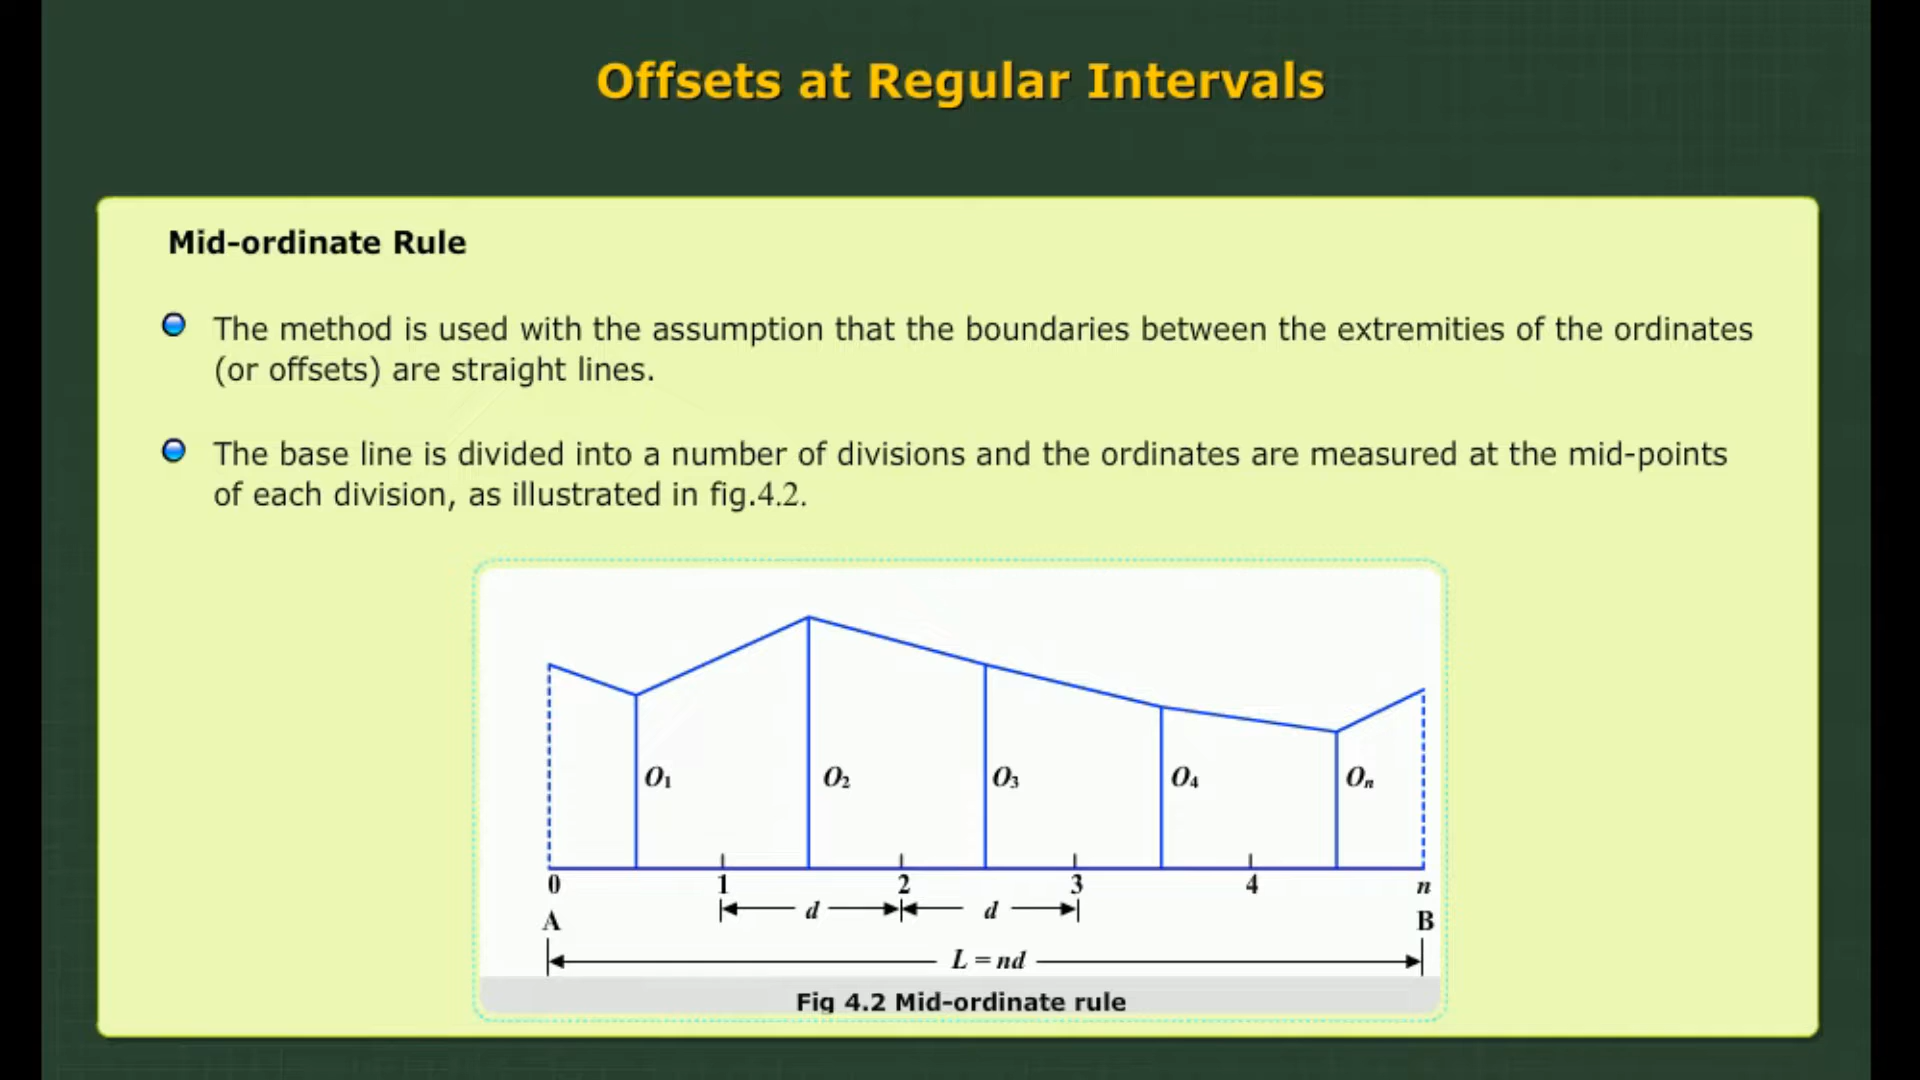 Offsets at Regular Intervals
Mid-ordinate Rule
The method is used with the assumption that the boundaries between the extremities of the ordinates
(or offsets) are straight lines.
The base line is divided into a number of divisions and the ordinates are measured at the mid-points
of each division, as illustrated in fig.4.2.
O₁ O₂ O₃ O₄ Oₙ
0 1 2 3 4 n
d d
A B
L = nd
Fig 4.2 Mid-ordinate rule